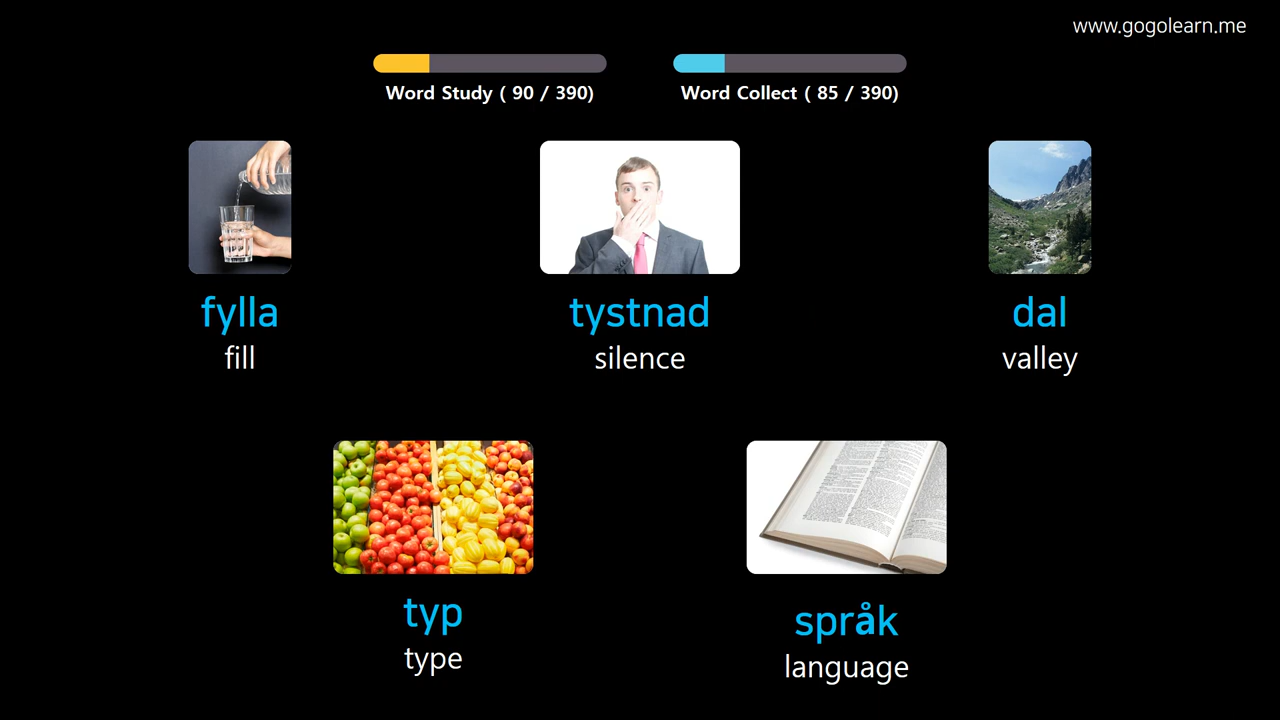 www.gogolearn.me
Word Study ( 90 / 390)
Word Collect ( 85 / 390)
fylla
fill
tystnad
silence
dal
valley
typ
type
språk
language